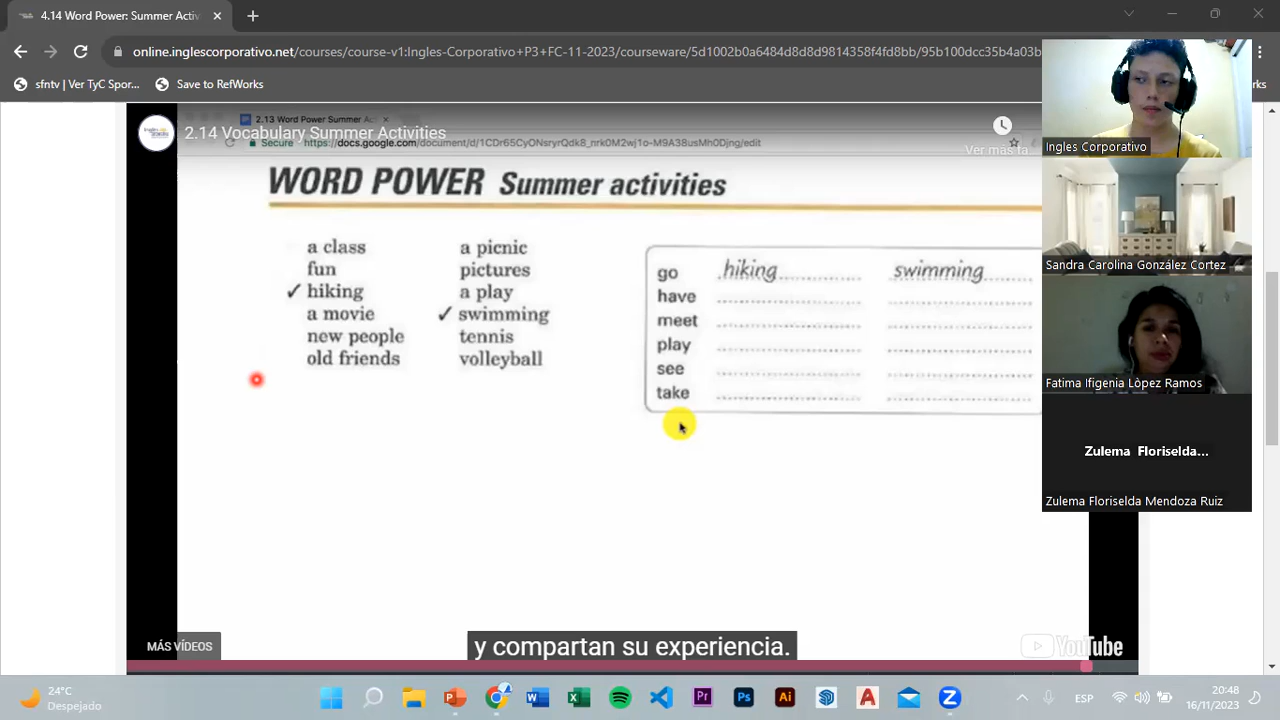 4.14 Word Power: Summer Activ
online.inglescorporativo.net/courses/course-v1:Ingles-Corporativo+P3+FC-11-2023/courseware/5d1002b0a6484d8d8d9814358f4fd8bb/95b100dcc35b4a03b
sfntv | Ver TyC Spor...
Save to RefWorks
rks
2.13 Word Power Summer Ac
2.14 Vocabulary Summer Activities
Secure
https://docs.google.com/document/d/1CDr65CyONsryrQdk8_nrk0M2wj1o-M9A38usMh0Djng/edit
Ver más ta
WORD POWER Summer activities
a class
fun
✓ hiking
a movie
new people
old friends
a picnic
pictures
a play
✓ swimming
tennis
volleyball
go hiking swimming
have
meet
play
see
take
Ingles Corporativo
Sandra Carolina González Cortez
Fatima Ifigenia Lòpez Ramos
Zulema Floriselda...
Zulema Floriselda Mendoza Ruiz
MÁS VÍDEOS
y compartan su experiencia.
YouTube
24°C
Despejado
ESP
20:48
16/11/2023